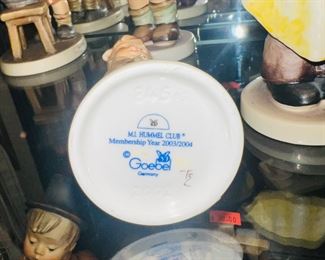 M.I. HUMMEL CLUB®
Membership Year 2003/2004
© Goebel
Germany